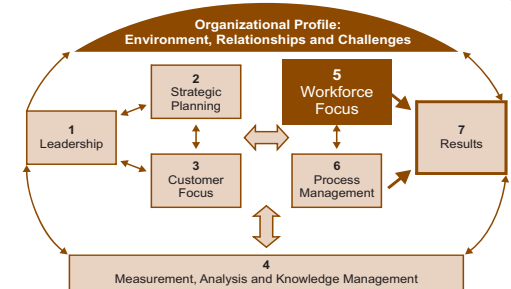 Organizational Profile:
Environment, Relationships and Challenges
1
Leadership
2
Strategic
Planning
3
Customer
Focus
5
Workforce
Focus
6
Process
Management
7
Results
4
Measurement, Analysis and Knowledge Management